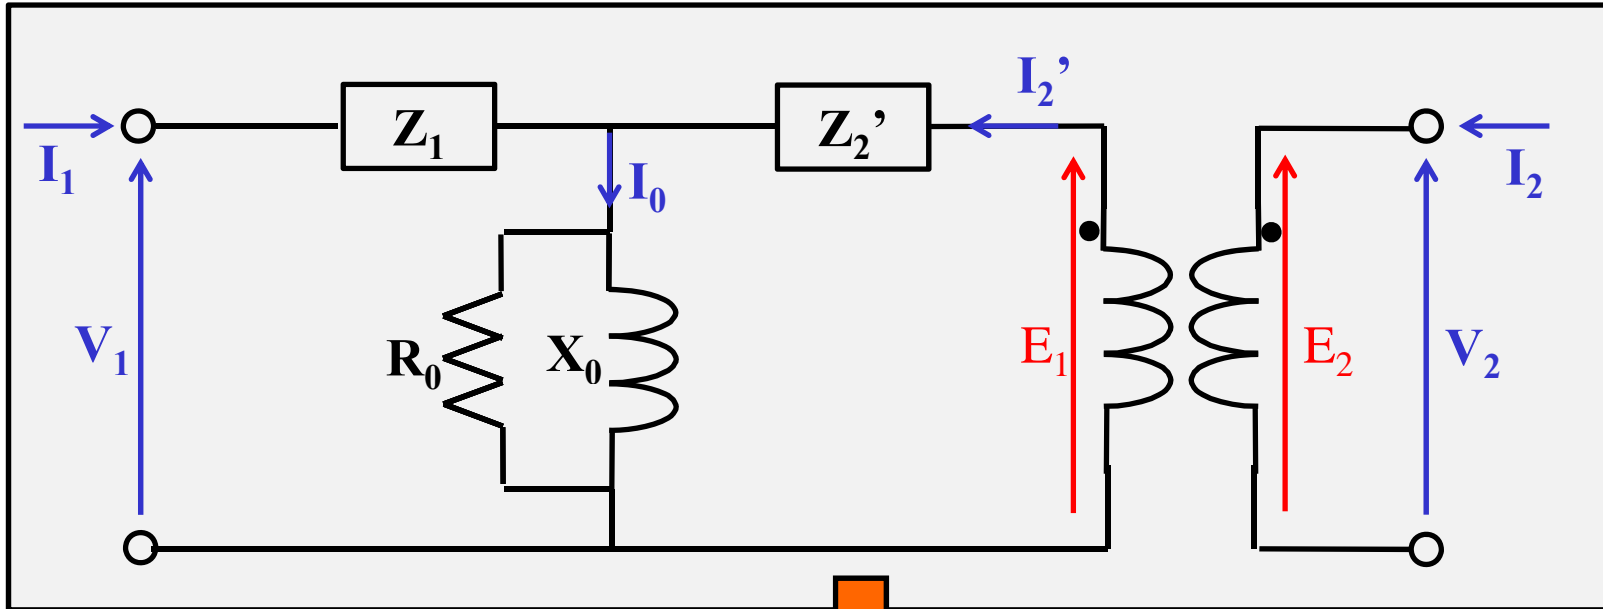 I₂’
Z₁
Z₂’
I₁
I₀
I₂
V₁
R₀
X₀
E₁
E₂
V₂